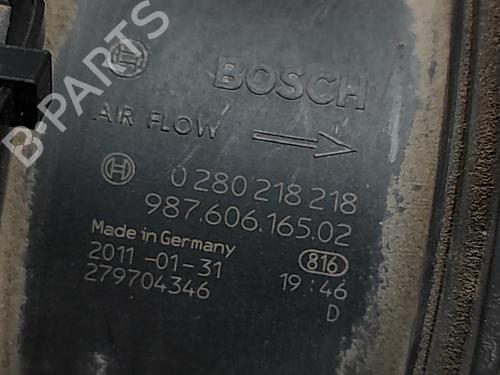 BOSCH
AIR FLOW
0 280 218 218
987.606.165.02
Made in Germany
2011-01-31 816 19:46
279704346 D
B-PARTS